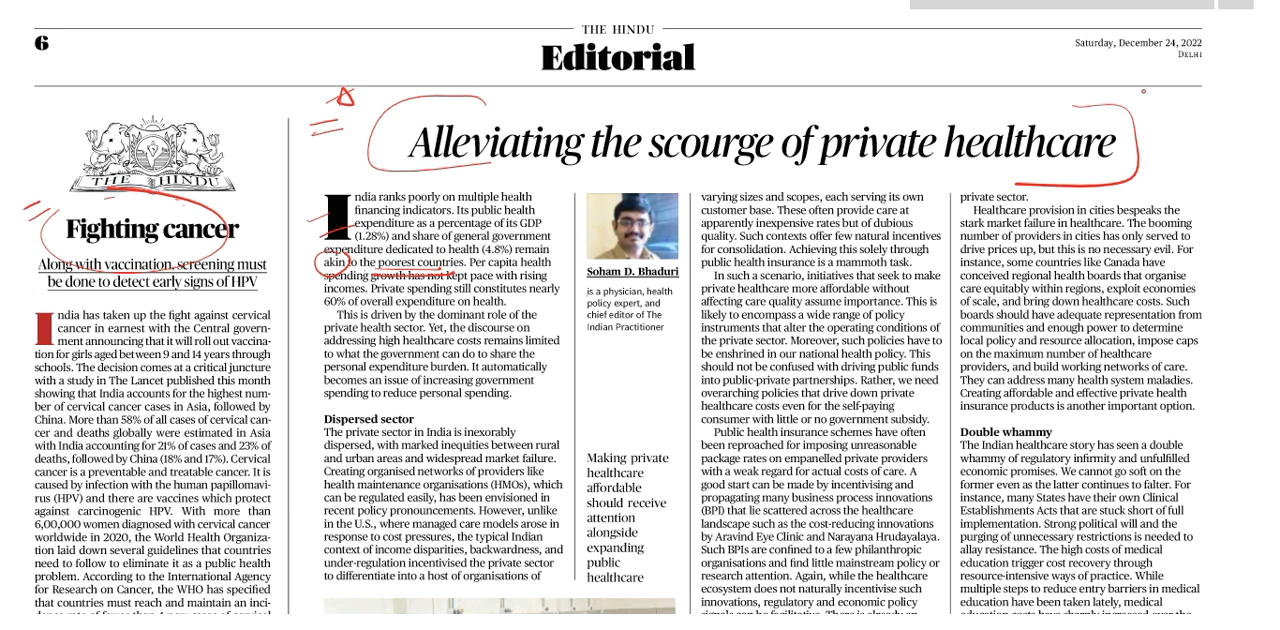 THE HINDU
6
Editorial
Saturday, December 24, 2022
DELHI
THE HINDU
Fighting cancer
Along with vaccination, screening must
be done to detect early signs of HPV
India has taken up the fight against cervical
cancer in earnest with the Central govern-
ment announcing that it will roll out vaccina-
tion for girls aged between 9 and 14 years through
schools. The decision comes at a critical juncture
with a study in The Lancet published this month
showing that India accounts for the highest num-
ber of cervical cancer cases in Asia, followed by
China. More than 58% of all cases of cervical can-
cer and deaths globally were estimated in Asia
with India accounting for 21% of cases and 23% of
deaths, followed by China (18% and 17%). Cervical
cancer is a preventable and treatable cancer. It is
caused by infection with the human papillomavi-
rus (HPV) and there are vaccines which protect
against carcinogenic HPV. With more than
6,00,000 women diagnosed with cervical cancer
worldwide in 2020, the World Health Organiza-
tion laid down several guidelines that countries
need to follow to eliminate it as a public health
problem. According to the International Agency
for Research on Cancer, the WHO has specified
that countries must reach and maintain an inci-
Alleviating the scourge of private healthcare
India ranks poorly on multiple health
financing indicators. Its public health
expenditure as a percentage of its GDP
(1.28%) and share of general government
expenditure dedicated to health (4.8%) remain
akin to the poorest countries. Per capita health
spending growth has not kept pace with rising
incomes. Private spending still constitutes nearly
60% of overall expenditure on health.
This is driven by the dominant role of the
private health sector. Yet, the discourse on
addressing high healthcare costs remains limited
to what the government can do to share the
personal expenditure burden. It automatically
becomes an issue of increasing government
spending to reduce personal spending.
Dispersed sector
The private sector in India is inexorably
dispersed, with marked inequities between rural
and urban areas and widespread market failure.
Creating organised networks of providers like
health maintenance organisations (HMOs), which
can be regulated easily, has been envisioned in
recent policy pronouncements. However, unlike
in the U.S., where managed care models arose in
response to cost pressures, the typical Indian
context of income disparities, backwardness, and
under-regulation incentivised the private sector
to differentiate into a host of organisations of
Soham D. Bhaduri
is a physician, health
policy expert, and
chief editor of The
Indian Practitioner
Making private
healthcare
affordable
should receive
attention
alongside
expanding
public
healthcare
varying sizes and scopes, each serving its own
customer base. These often provide care at
apparently inexpensive rates but of dubious
quality. Such contexts offer few natural incentives
for consolidation. Achieving this solely through
public health insurance is a mammoth task.
In such a scenario, initiatives that seek to make
private healthcare more affordable without
affecting care quality assume importance. This is
likely to encompass a wide range of policy
instruments that alter the operating conditions of
the private sector. Moreover, such policies have to
be enshrined in our national health policy. This
should not be confused with driving public funds
into public-private partnerships. Rather, we need
overarching policies that drive down private
healthcare costs even for the self-paying
consumer with little or no government subsidy.
Public health insurance schemes have often
been reproached for imposing unreasonable
package rates on empanelled private providers
with a weak regard for actual costs of care. A
good start can be made by incentivising and
propagating many business process innovations
(BPI) that lie scattered across the healthcare
landscape such as the cost-reducing innovations
by Aravind Eye Clinic and Narayana Hrudayalaya.
Such BPIs are confined to a few philanthropic
organisations and find little mainstream policy or
research attention. Again, while the healthcare
ecosystem does not naturally incentivise such
innovations, regulatory and economic policy
private sector.
Healthcare provision in cities bespeaks the
stark market failure in healthcare. The booming
number of providers in cities has only served to
drive prices up, but this is no necessary evil. For
instance, some countries like Canada have
conceived regional health boards that organise
care equitably within regions, exploit economies
of scale, and bring down healthcare costs. Such
boards should have adequate representation from
communities and enough power to determine
local policy and resource allocation, impose caps
on the maximum number of healthcare
providers, and build working networks of care.
They can address many health system maladies.
Creating affordable and effective private health
insurance products is another important option.
Double whammy
The Indian healthcare story has seen a double
whammy of regulatory infirmity and unfulfilled
economic promises. We cannot go soft on the
former even as the latter continues to falter. For
instance, many States have their own Clinical
Establishments Acts that are stuck short of full
implementation. Strong political will and the
purging of unnecessary restrictions is needed to
allay resistance. The high costs of medical
education trigger cost recovery through
resource-intensive ways of practice. While
multiple steps to reduce entry barriers in medical
education have been taken lately, medical